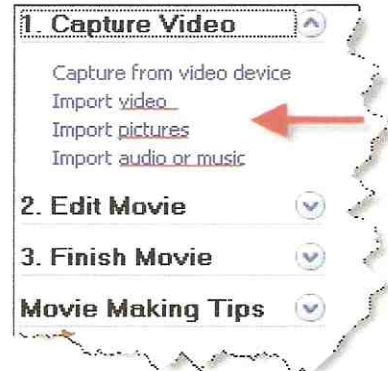 1. Capture Video
Capture from video device
Import video
Import pictures
Import audio or music
2. Edit Movie
3. Finish Movie
Movie Making Tips